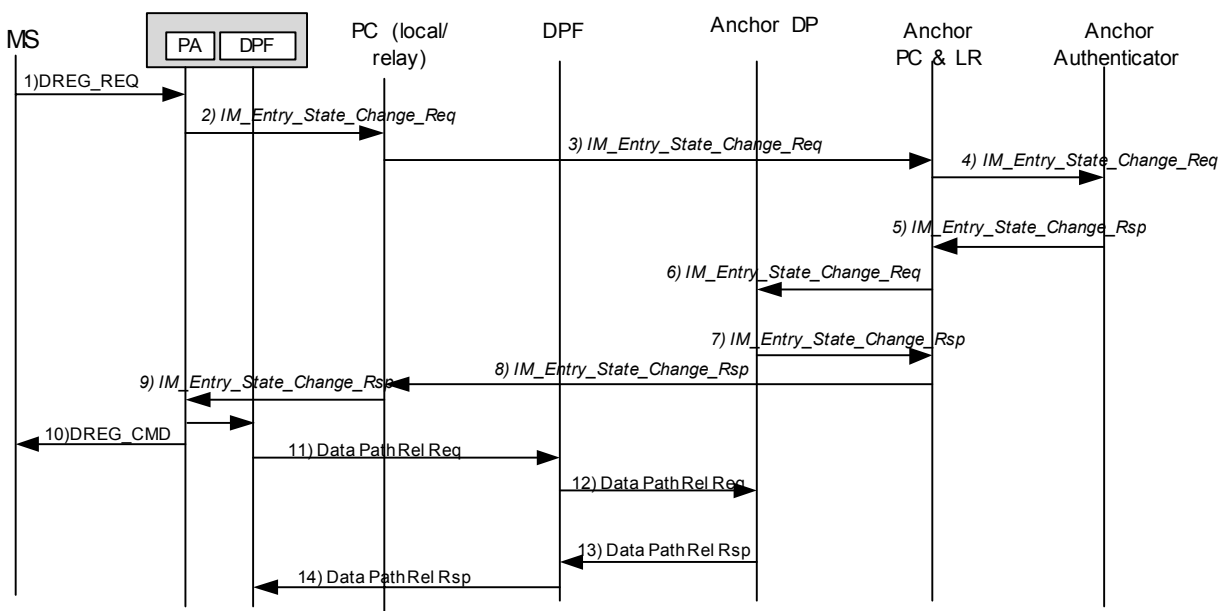 MS
PA
DPF
PC (local/
relay)
DPF
Anchor DP
Anchor
PC & LR
Anchor
Authenticator
1)DREG_REQ
2) IM_Entry_State_Change_Req
3) IM_Entry_State_Change_Req
4) IM_Entry_State_Change_Req
5) IM_Entry_State_Change_Rsp
6) IM_Entry_State_Change_Req
7) IM_Entry_State_Change_Rsp
8) IM_Entry_State_Change_Rsp
9) IM_Entry_State_Change_Rsp
10)DREG_CMD
11) Data Path Rel Req
12) Data Path Rel Req
13) Data Path Rel Rsp
14) Data Path Rel Rsp